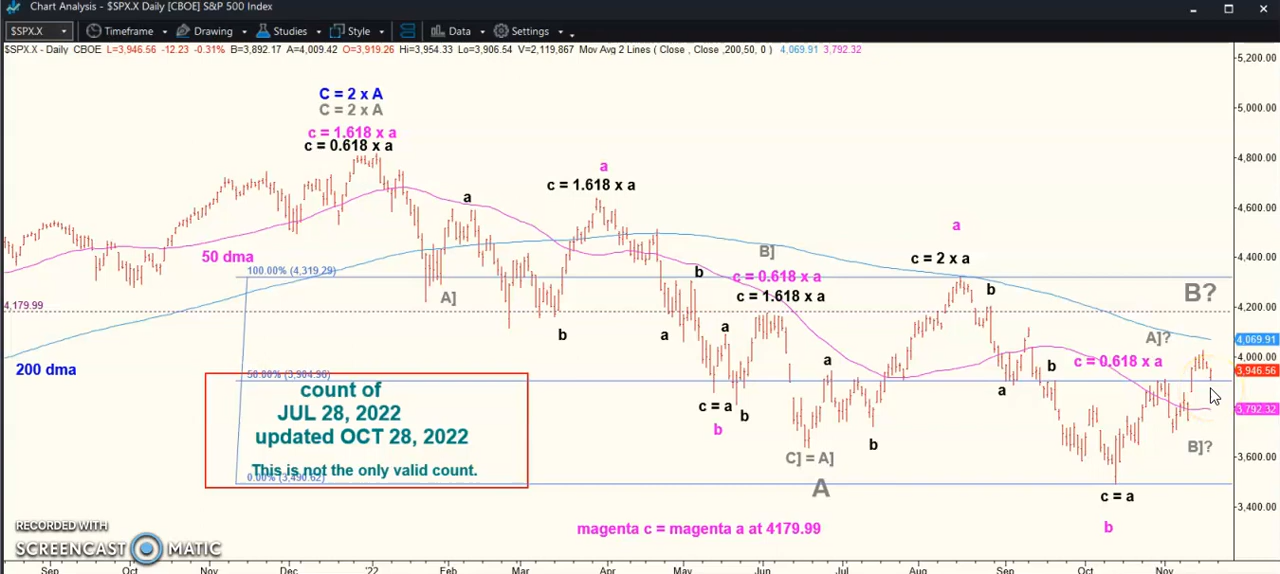 Chart Analysis - $SPX.X Daily [CBOE] S&P 500 Index
$SPX.X Timeframe Drawing Studies Style Data Settings
$SPX.X - Daily CBOE L=3,946.56 -12.23 -0.31% B=3,892.17 A=4,009.42 O=3,919.26 Hi=3,954.33 Lo=3,906.54 V=2,119,867 Mov Avg 2 Lines ( Close , Close ,200,50, 0 ) 4,069.91 3,792.32
5,200.00
C = 2 x A
C = 2 x A
5,000.00
c = 1.618 x a
c = 0.618 x a
4,800.00
a
c = 1.618 x a
a
4,600.00
a
50 dma
B]
c = 2 x a
4,400.00
100.00% (4,319.29)
b
c = 0.618 x a
c = 1.618 x a
b
B?
A]
4,179.99
4,200.00
b
a
a
A]?
4,069.91
4,000.00
200 dma
a
b
c = 0.618 x a
3,946.56
50.00% (3,904.96)
a
count of
JUL 28, 2022
updated OCT 28, 2022
c = a
b
b
3,792.32
b
B]?
C] = A]
3,600.00
This is not the only valid count.
0.00% (3,490.62)
A
c = a
3,400.00
magenta c = magenta a at 4179.99
b
RECORDED WITH
SCREENCAST MATIC
Sep Oct Nov Dec '22 Feb Mar Apr May Jun Jul Aug Sep Oct Nov